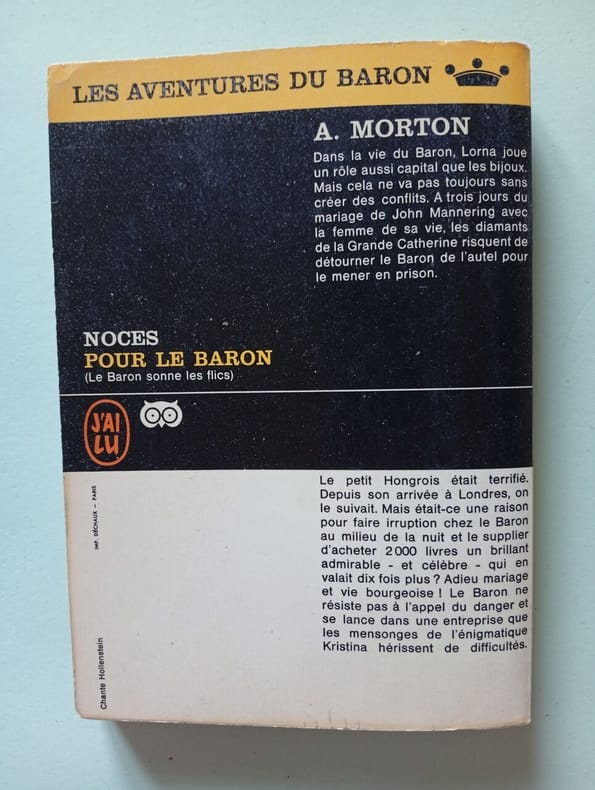 LES AVENTURES DU BARON
A. MORTON
Dans la vie du Baron, Lorna joue
un rôle aussi capital que les bijoux.
Mais cela ne va pas toujours sans
créer des conflits. A trois jours du
mariage de John Mannering avec
la femme de sa vie, les diamants
de la Grande Catherine risquent de
détourner le Baron de l'autel pour
le mener en prison.
NOCES
POUR LE BARON
(Le Baron sonne les flics)
J'AI
LU
Le petit Hongrois était terrifié.
Depuis son arrivée à Londres, on
le suivait. Mais était-ce une raison
pour faire irruption chez le Baron
au milieu de la nuit et le supplier
d'acheter 2000 livres un brillant
admirable - et célèbre - qui en
valait dix fois plus ? Adieu mariage
et vie bourgeoise ! Le Baron ne
résiste pas à l'appel du danger et
se lance dans une entreprise que
les mensonges de l'énigmatique
Kristina hérissent de difficultés.
IMP. DÉCHAUX - PARIS
Chante Hollenstein